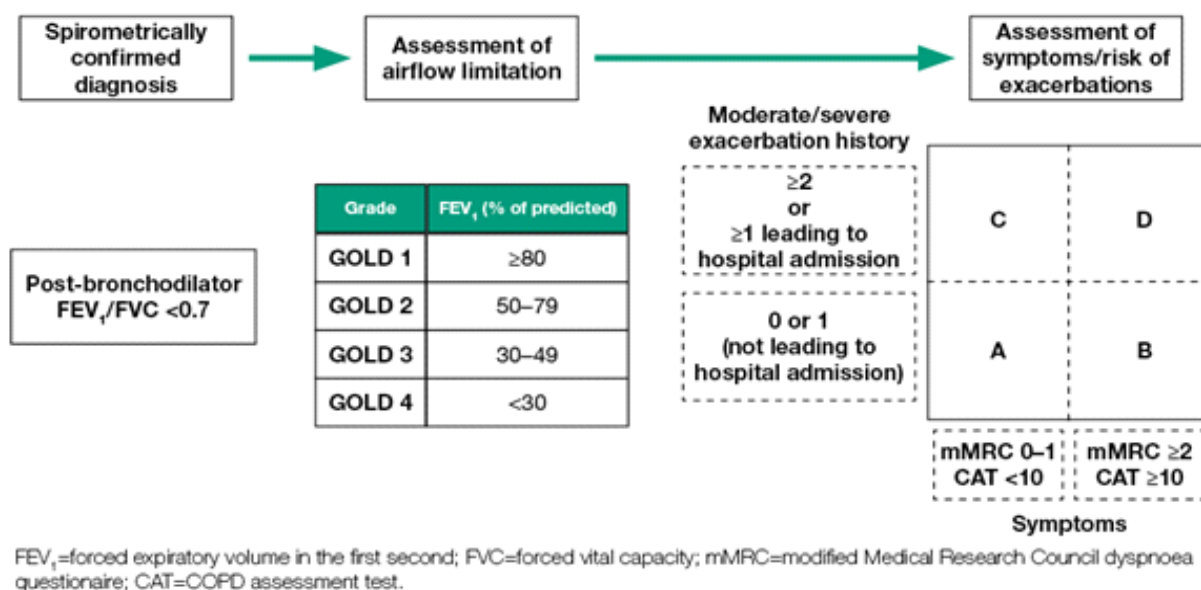 Spirometrically
confirmed
diagnosis
Assessment of
airflow limitation
Assessment of
symptoms/risk of
exacerbations
Moderate/severe
exacerbation history
≥2
or
≥1 leading to
hospital admission
C
D
Grade
FEV₁ (% of predicted)
GOLD 1
≥80
GOLD 2
50–79
GOLD 3
30–49
GOLD 4
<30
Post-bronchodilator
FEV₁/FVC <0.7
0 or 1
(not leading to
hospital admission)
A
B
mMRC 0–1
CAT <10
mMRC ≥2
CAT ≥10
Symptoms
FEV₁=forced expiratory volume in the first second; FVC=forced vital capacity; mMRC=modified Medical Research Council dyspnoea
questionaire; CAT=COPD assessment test.